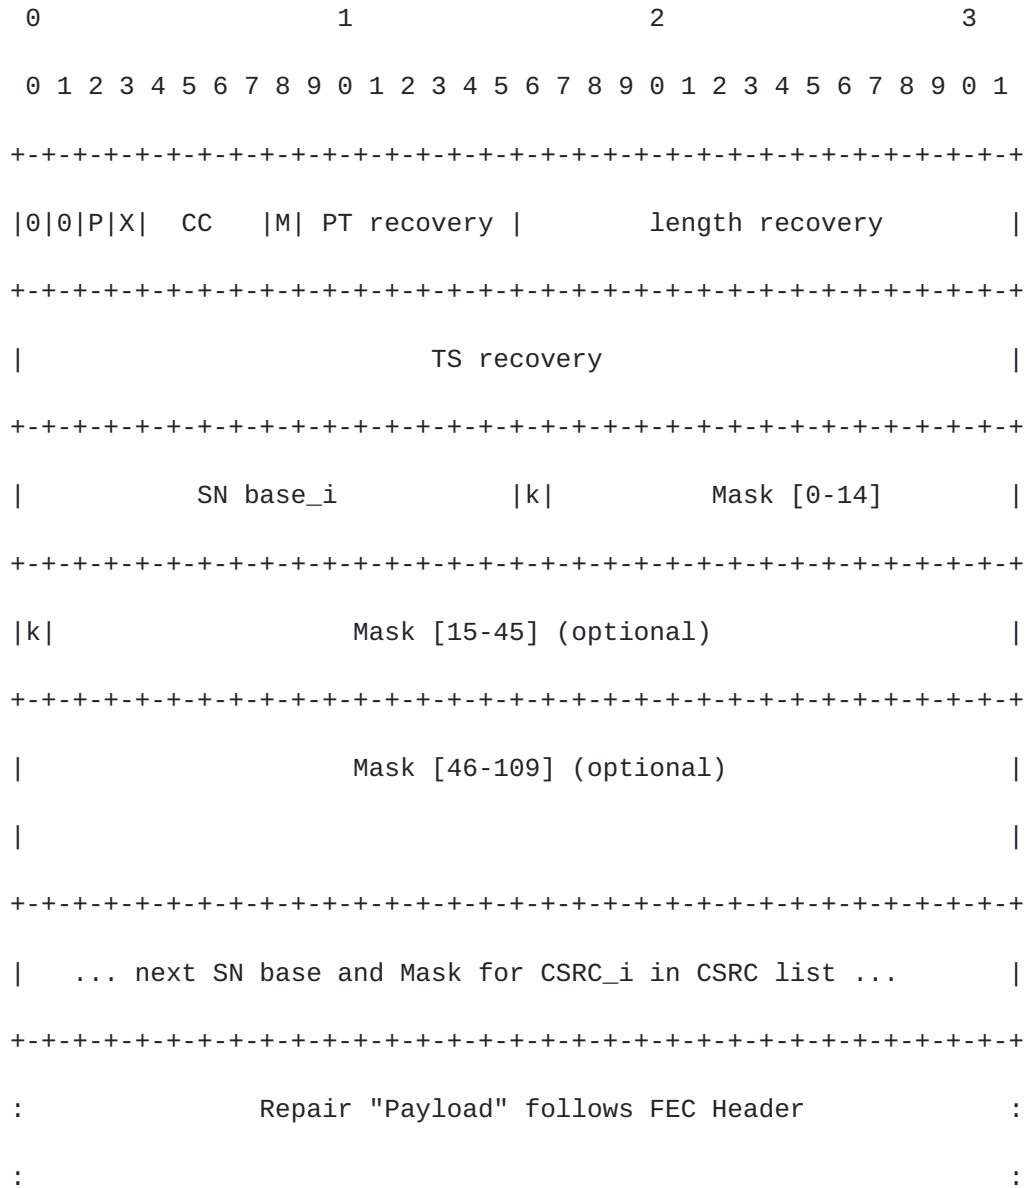 0                   1                   2                   3
 0 1 2 3 4 5 6 7 8 9 0 1 2 3 4 5 6 7 8 9 0 1 2 3 4 5 6 7 8 9 0 1
+-+-+-+-+-+-+-+-+-+-+-+-+-+-+-+-+-+-+-+-+-+-+-+-+-+-+-+-+-+-+-+-+
|0|0|P|X|  CC   |M| PT recovery |        length recovery        |
+-+-+-+-+-+-+-+-+-+-+-+-+-+-+-+-+-+-+-+-+-+-+-+-+-+-+-+-+-+-+-+-+
|                          TS recovery                          |
+-+-+-+-+-+-+-+-+-+-+-+-+-+-+-+-+-+-+-+-+-+-+-+-+-+-+-+-+-+-+-+-+
|           SN base_i           |k|          Mask [0-14]        |
+-+-+-+-+-+-+-+-+-+-+-+-+-+-+-+-+-+-+-+-+-+-+-+-+-+-+-+-+-+-+-+-+
|k|                   Mask [15-45] (optional)                   |
+-+-+-+-+-+-+-+-+-+-+-+-+-+-+-+-+-+-+-+-+-+-+-+-+-+-+-+-+-+-+-+-+
|                     Mask [46-109] (optional)                  |
|                                                               |
+-+-+-+-+-+-+-+-+-+-+-+-+-+-+-+-+-+-+-+-+-+-+-+-+-+-+-+-+-+-+-+-+
|   ... next SN base and Mask for CSRC_i in CSRC list ...       |
+-+-+-+-+-+-+-+-+-+-+-+-+-+-+-+-+-+-+-+-+-+-+-+-+-+-+-+-+-+-+-+-+
:               Repair "Payload" follows FEC Header             :
:                                                               :